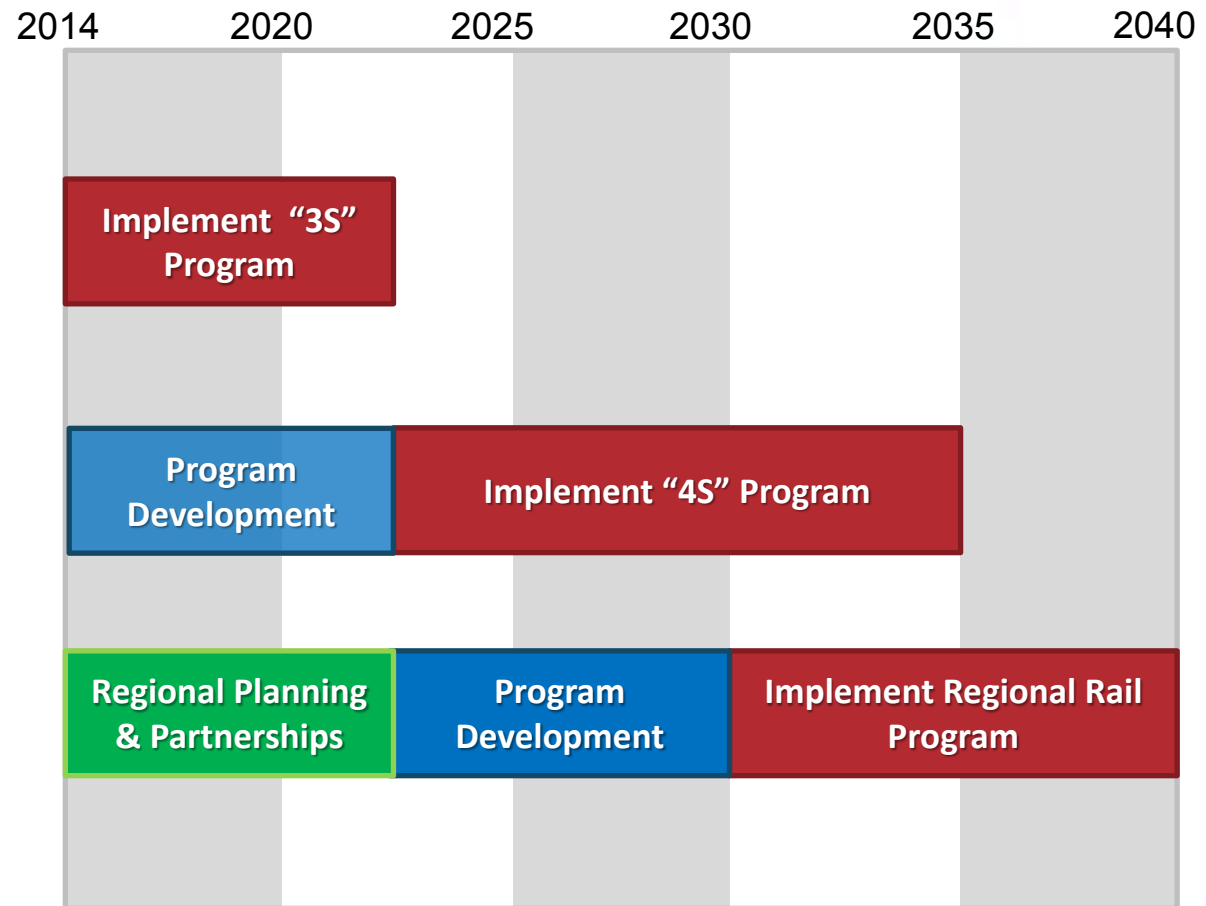 2014 2020 2025 2030 2035 2040
Implement “3S”
Program
Program
Development
Implement “4S” Program
Regional Planning
& Partnerships
Program
Development
Implement Regional Rail
Program